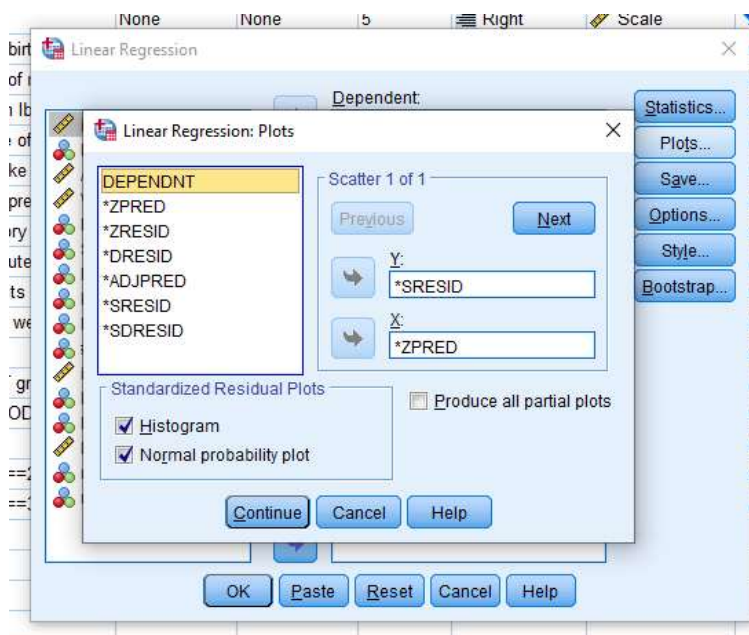 None None 5 Right Scale
Linear Regression
Dependent:
Statistics...
Plots...
Save...
Options...
Style...
Bootstrap...
Linear Regression: Plots
DEPENDNT
*ZPRED
*ZRESID
*DRESID
*ADJPRED
*SRESID
*SDRESID
Scatter 1 of 1
Previous Next
Y:
*SRESID
X:
*ZPRED
Standardized Residual Plots
Histogram
Normal probability plot
Produce all partial plots
Continue Cancel Help
OK Paste Reset Cancel Help